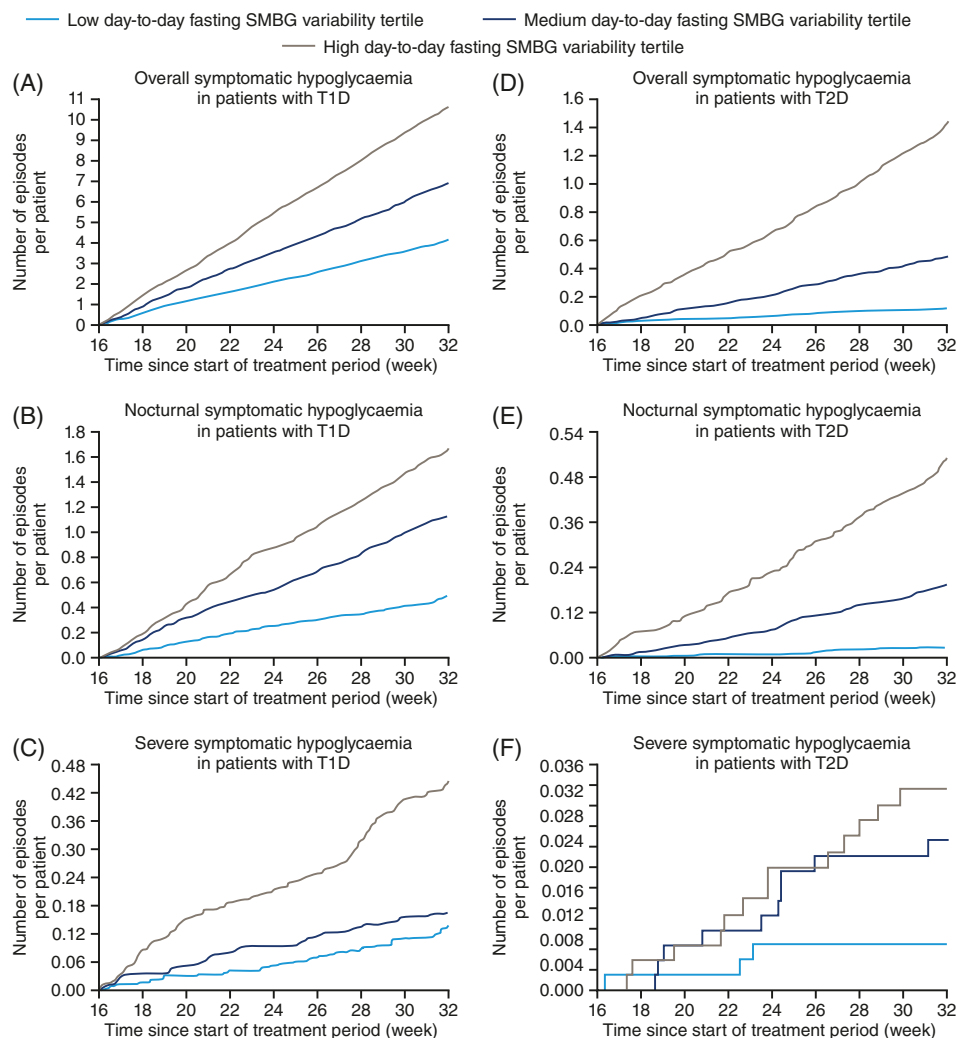 Low day-to-day fasting SMBG variability tertile
Medium day-to-day fasting SMBG variability tertile
High day-to-day fasting SMBG variability tertile
(A)
Overall symptomatic hypoglycaemia
in patients with T1D
Number of episodes
per patient
11
10
9
8
7
6
5
4
3
2
1
0
16 18 20 22 24 26 28 30 32
Time since start of treatment period (week)
(D)
Overall symptomatic hypoglycaemia
in patients with T2D
Number of episodes
per patient
1.6
1.4
1.2
1.0
0.8
0.6
0.4
0.2
0.0
16 18 20 22 24 26 28 30 32
Time since start of treatment period (week)
(B)
Nocturnal symptomatic hypoglycaemia
in patients with T1D
Number of episodes
per patient
1.8
1.6
1.4
1.2
1.0
0.8
0.6
0.4
0.2
0.0
16 18 20 22 24 26 28 30 32
Time since start of treatment period (week)
(E)
Nocturnal symptomatic hypoglycaemia
in patients with T2D
Number of episodes
per patient
0.54
0.48
0.36
0.24
0.12
0.00
16 18 20 22 24 26 28 30 32
Time since start of treatment period (week)
(C)
Severe symptomatic hypoglycaemia
in patients with T1D
Number of episodes
per patient
0.48
0.42
0.36
0.30
0.24
0.18
0.12
0.06
0.00
16 18 20 22 24 26 28 30 32
Time since start of treatment period (week)
(F)
Severe symptomatic hypoglycaemia
in patients with T2D
Number of episodes
per patient
0.036
0.032
0.028
0.024
0.020
0.016
0.012
0.008
0.004
0.000
16 18 20 22 24 26 28 30 32
Time since start of treatment period (week)